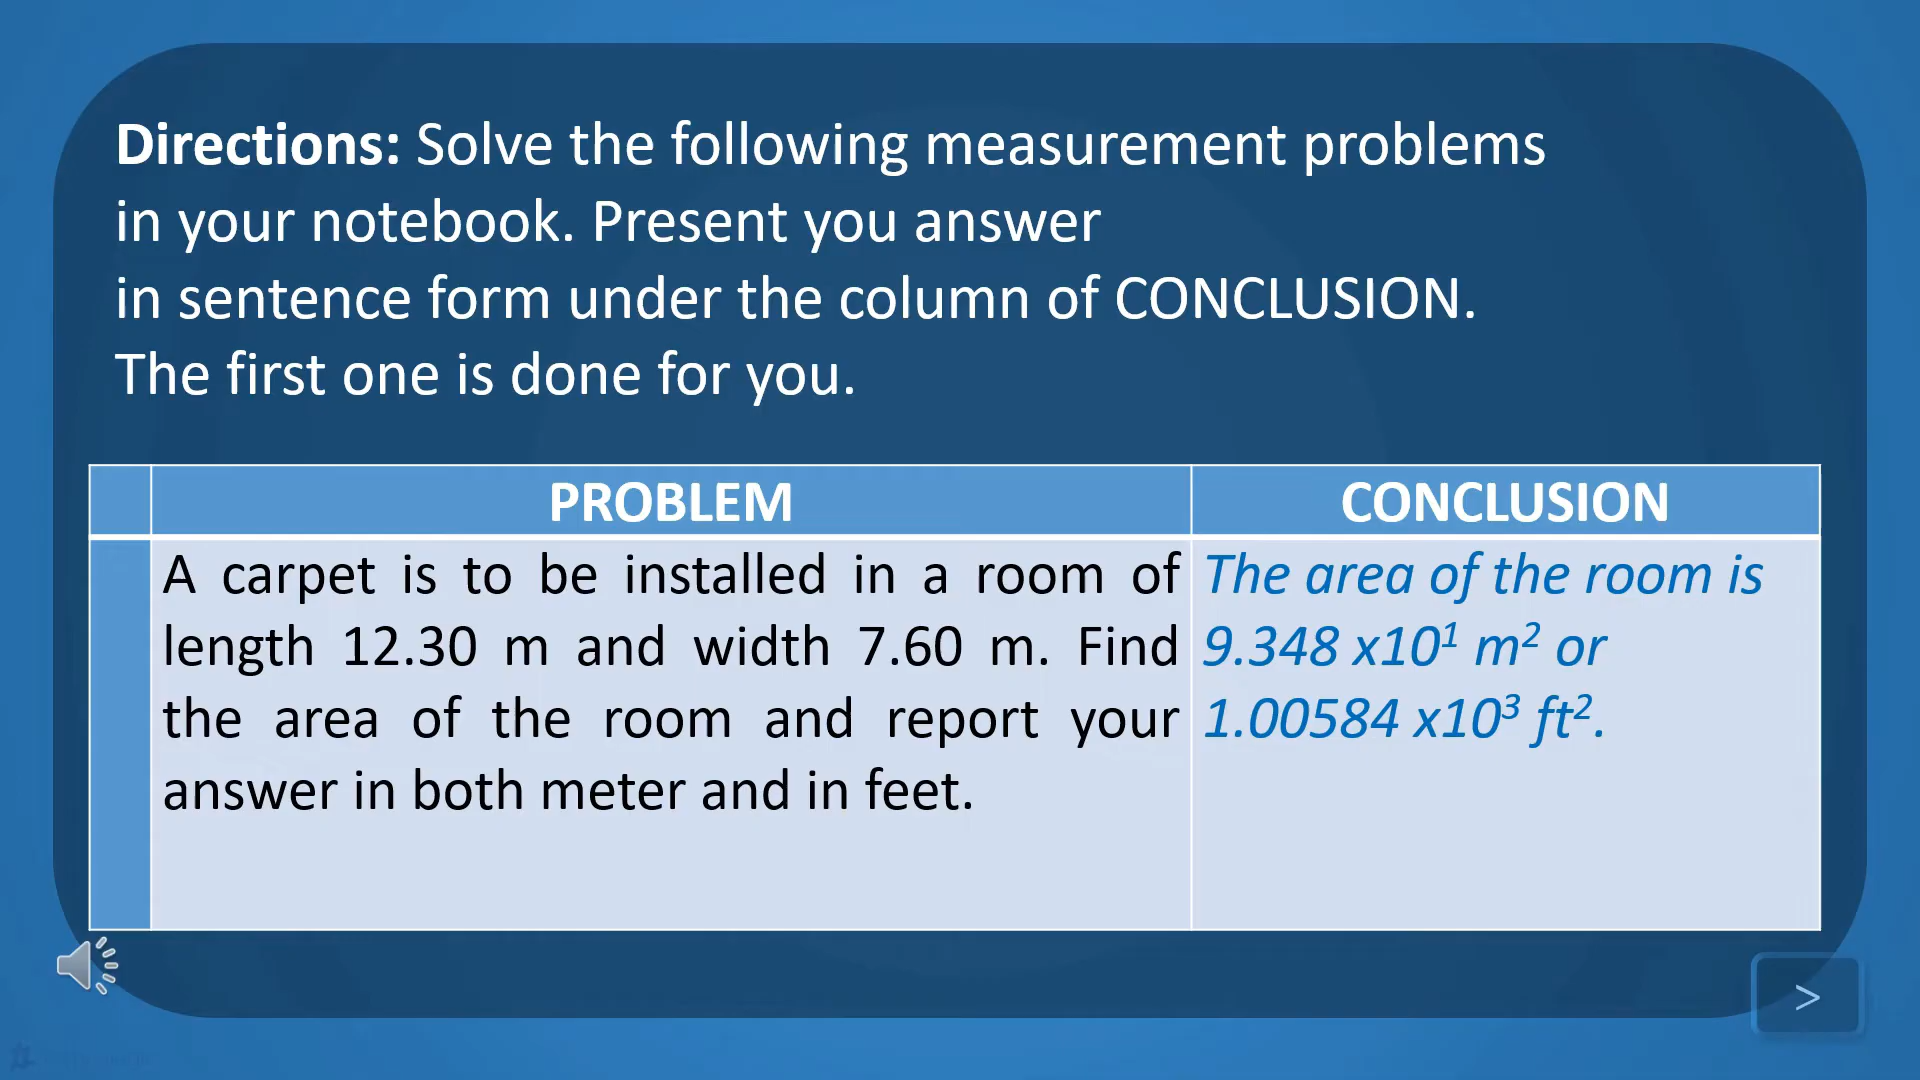 Directions: Solve the following measurement problems
in your notebook. Present you answer
in sentence form under the column of CONCLUSION.
The first one is done for you.
PROBLEM
CONCLUSION
A carpet is to be installed in a room of
length 12.30 m and width 7.60 m. Find
the area of the room and report your
answer in both meter and in feet.
The area of the room is
9.348 x10¹ m² or
1.00584 x10³ ft².
>